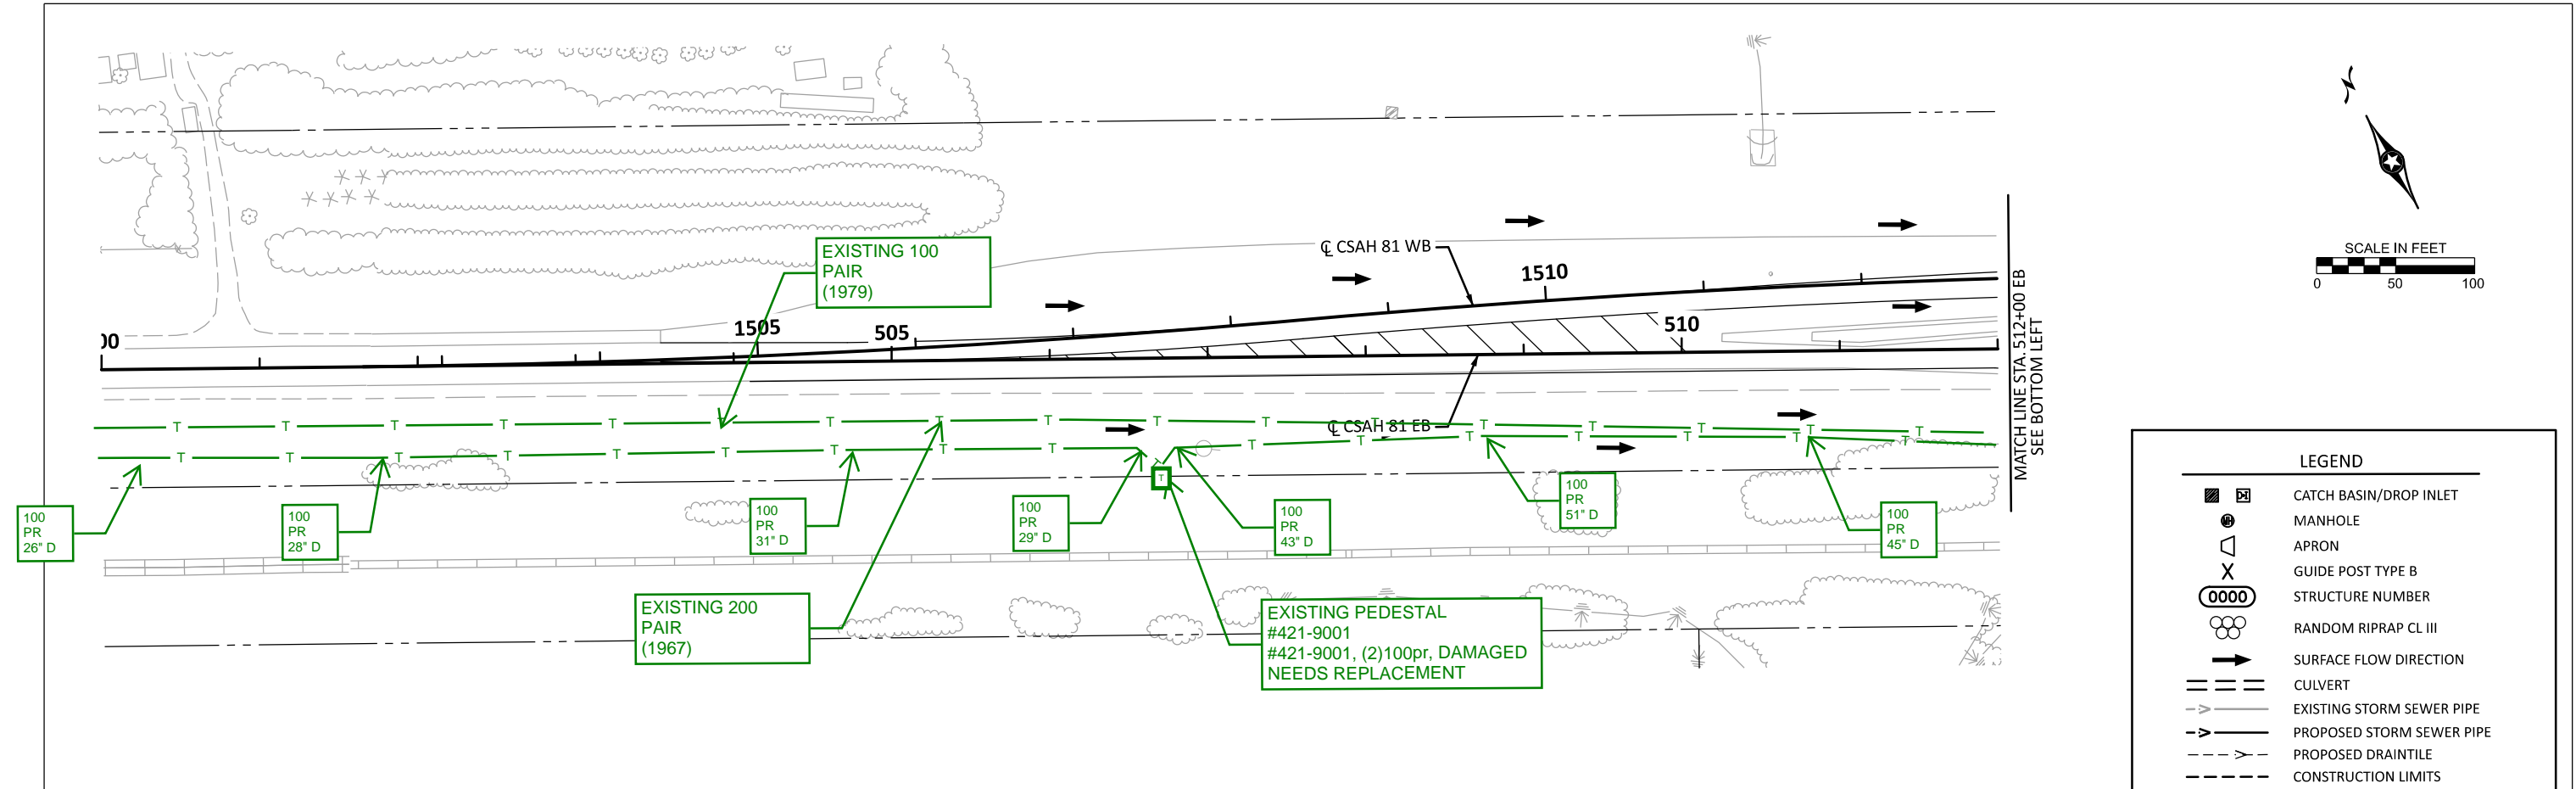 SCALE IN FEET
0 50 100
EXISTING 100
PAIR
(1979)
℄ CSAH 81 WB
1510
1505
505
510
00
MATCH LINE STA. 512+00 EB
SEE BOTTOM LEFT
T T T T T T T T T T T T T T T T T
℄ CSAH 81 EB
T T T T T T T T T T T T T T T T T
T
T
100
PR
26" D
100
PR
28" D
100
PR
31" D
100
PR
29" D
100
PR
43" D
100
PR
51" D
100
PR
45" D
EXISTING 200
PAIR
(1967)
EXISTING PEDESTAL
#421-9001
#421-9001, (2)100pr, DAMAGED
NEEDS REPLACEMENT
LEGEND
CATCH BASIN/DROP INLET
MANHOLE
APRON
X GUIDE POST TYPE B
0000 STRUCTURE NUMBER
RANDOM RIPRAP CL III
SURFACE FLOW DIRECTION
CULVERT
EXISTING STORM SEWER PIPE
PROPOSED STORM SEWER PIPE
PROPOSED DRAINTILE
CONSTRUCTION LIMITS